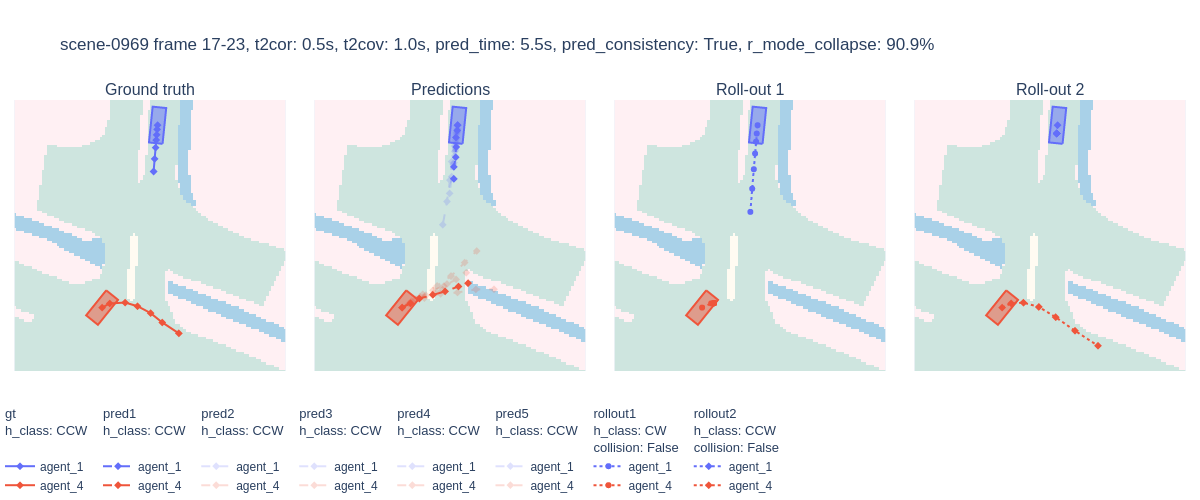 scene-0969 frame 17-23, t2cor: 0.5s, t2cov: 1.0s, pred_time: 5.5s, pred_consistency: True, r_mode_collapse: 90.9%
Ground truth
Predictions
Roll-out 1
Roll-out 2
gt
h_class: CCW
agent_1
agent_4
pred1
h_class: CCW
agent_1
agent_4
pred2
h_class: CCW
agent_1
agent_4
pred3
h_class: CCW
agent_1
agent_4
pred4
h_class: CCW
agent_1
agent_4
pred5
h_class: CCW
agent_1
agent_4
rollout1
h_class: CW
collision: False
agent_1
agent_4
rollout2
h_class: CCW
collision: False
agent_1
agent_4